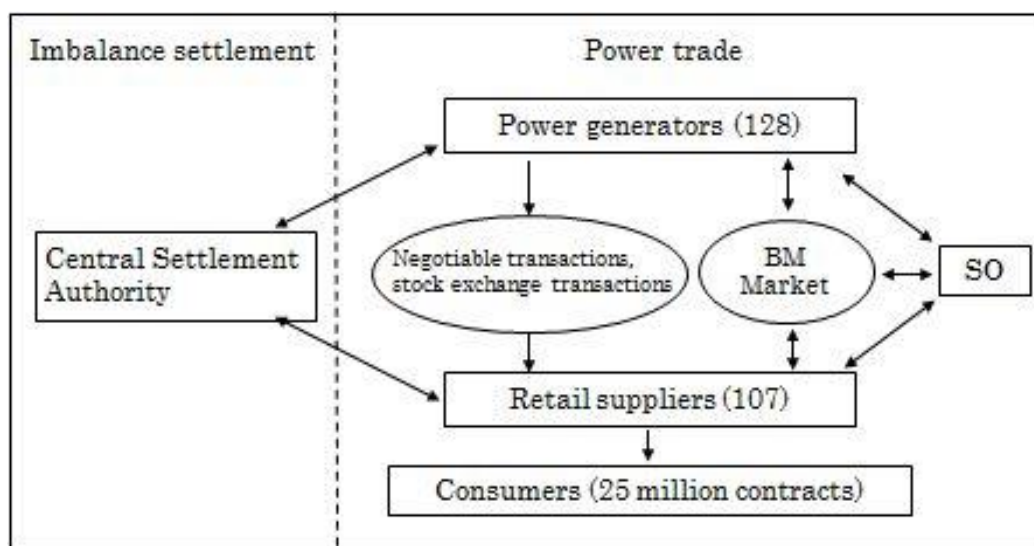 Imbalance settlement
Power trade
Power generators (128)
Central Settlement
Authority
Negotiable transactions,
stock exchange transactions
BM
Market
SO
Retail suppliers (107)
Consumers (25 million contracts)